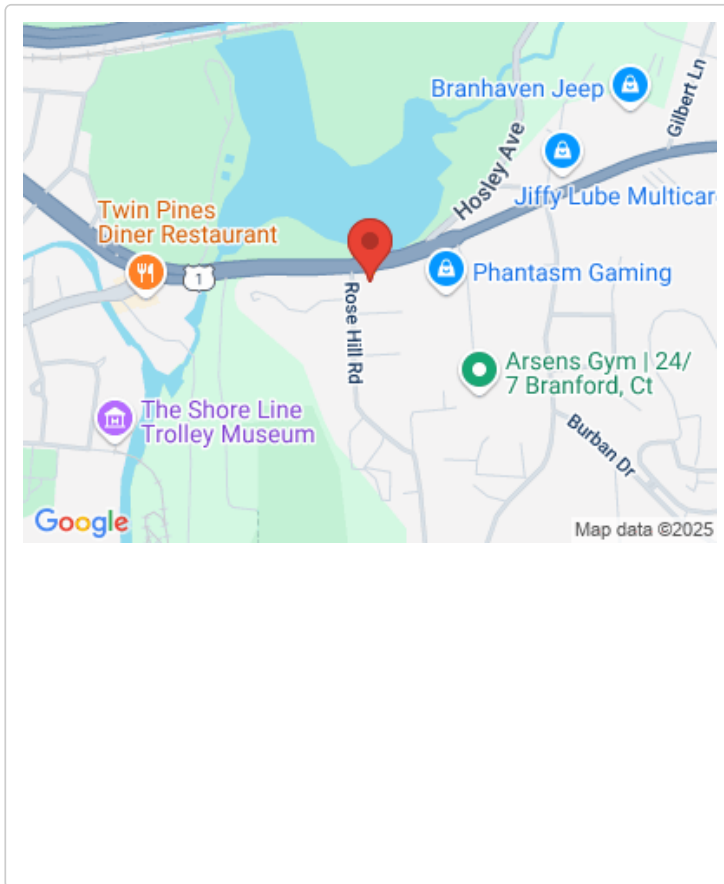 Branhaven Jeep
Gilbert Ln
Hosley Ave
Jiffy Lube Multicar
Twin Pines
Diner Restaurant
1
Phantasm Gaming
Rose Hill Rd
Arsens Gym | 24/
7 Branford, Ct
The Shore Line
Trolley Museum
Burban Dr
Google
Map data ©2025